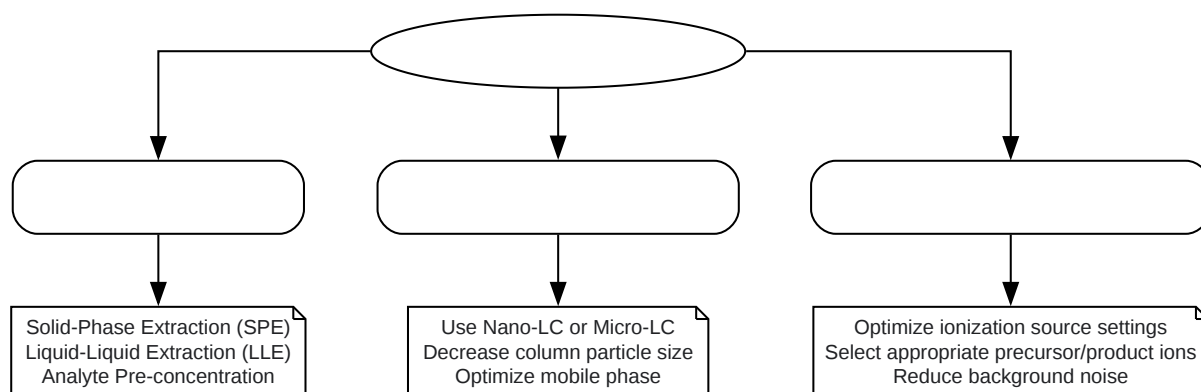 Solid-Phase Extraction (SPE)
Liquid-Liquid Extraction (LLE)
Analyte Pre-concentration
Use Nano-LC or Micro-LC
Decrease column particle size
Optimize mobile phase
Optimize ionization source settings
Select appropriate precursor/product ions
Reduce background noise